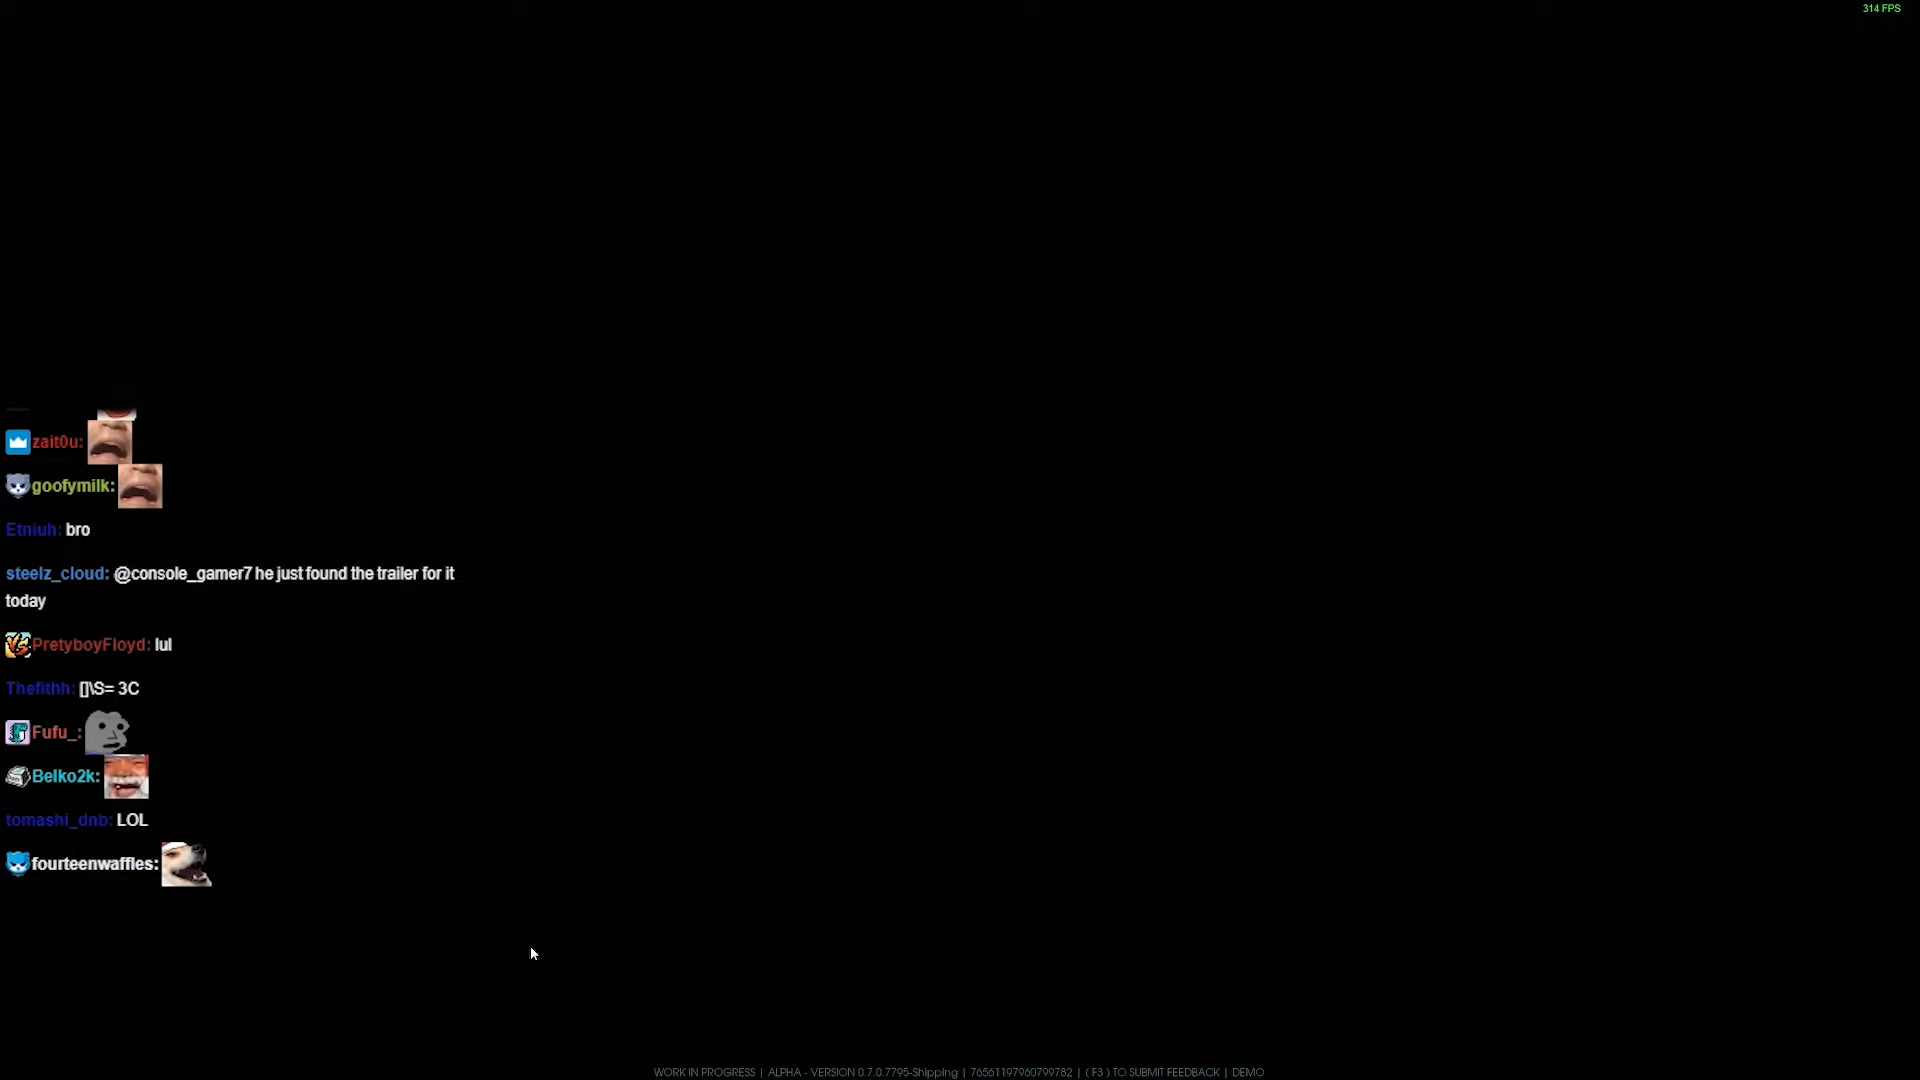 314 FPS
zait0u:
goofymilk:
Etniuh: bro
steelz_cloud: @console_gamer7 he just found the trailer for it
today
PretyboyFloyd: lul
Thefithh: []\S= 3C
Fufu_:
Belko2k:
tomashi_dnb: LOL
fourteenwaffles:
WORK IN PROGRESS | ALPHA - VERSION 0.7.0.7795-Shipping | 76561197960799782 | ( F3 ) TO SUBMIT FEEDBACK | DEMO